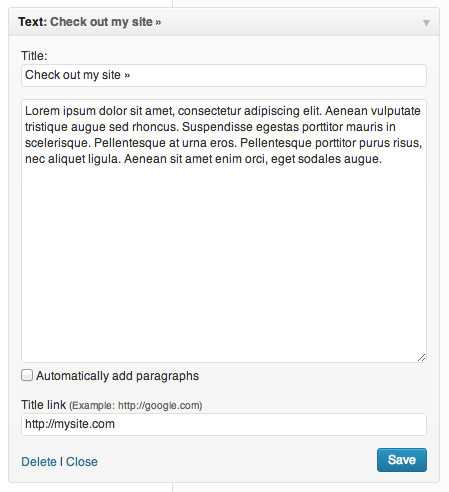 Text: Check out my site »
Title:
Check out my site »
Lorem ipsum dolor sit amet, consectetur adipiscing elit. Aenean vulputate
tristique augue sed rhoncus. Suspendisse egestas porttitor mauris in
scelerisque. Pellentesque at urna eros. Pellentesque porttitor purus risus,
nec aliquet ligula. Aenean sit amet enim orci, eget sodales augue.
Automatically add paragraphs
Title link (Example: http://google.com)
http://mysite.com
Delete | Close
Save